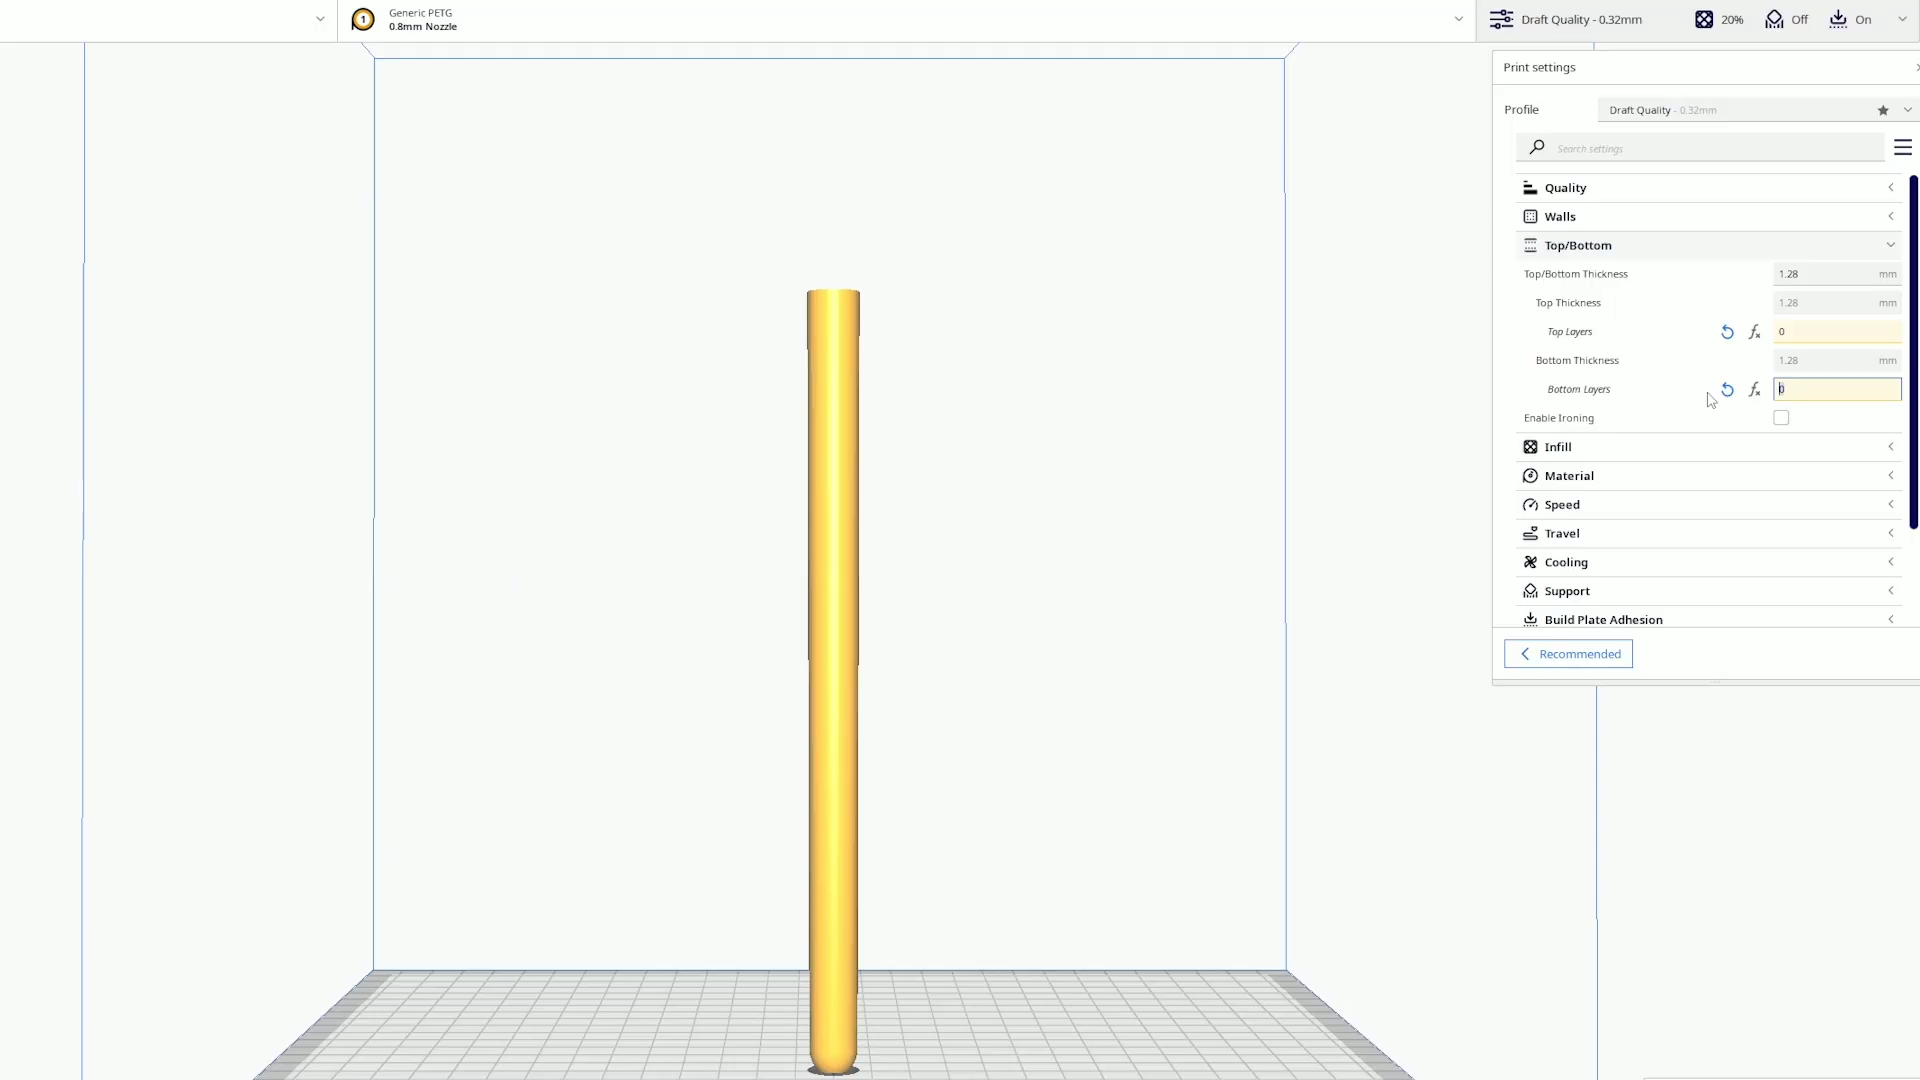 1
Generic PETG
0.8mm Nozzle
Draft Quality - 0.32mm
20%
Off
On
Print settings
Profile
Draft Quality - 0.32mm
Search settings
Quality
Walls
Top/Bottom
Top/Bottom Thickness
1.28 mm
Top Thickness
1.28 mm
Top Layers
fx
0
Bottom Thickness
1.28 mm
Bottom Layers
fx
0
Enable Ironing
Infill
Material
Speed
Travel
Cooling
Support
Build Plate Adhesion
Recommended